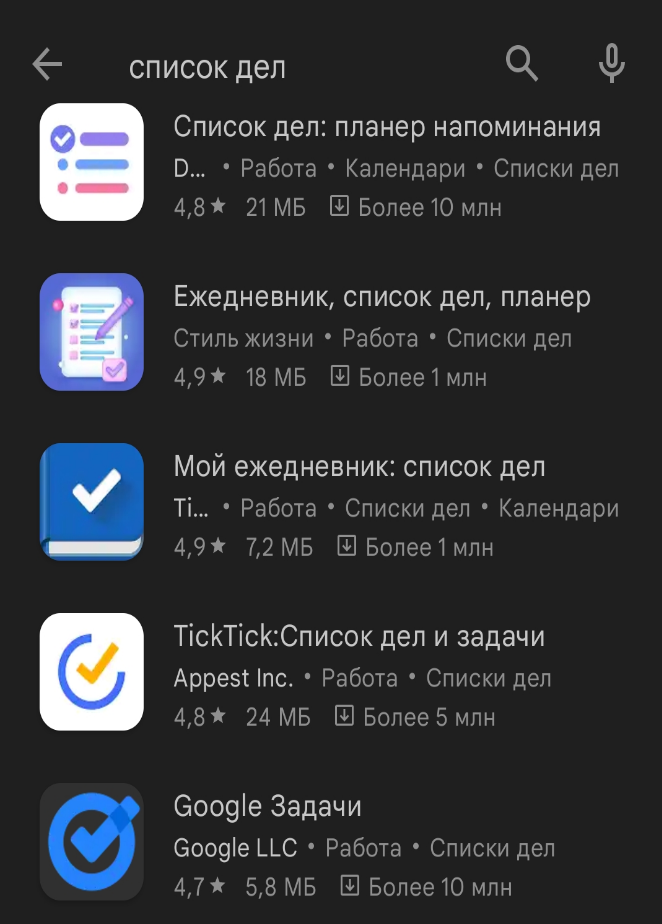 список дел
Список дел: планер напоминания
D... • Работа • Календари • Списки дел
4,8★ 21 МБ Более 10 млн
Ежедневник, список дел, планер
Стиль жизни • Работа • Списки дел
4,9★ 18 МБ Более 1 млн
Мой ежедневник: список дел
Ti... • Работа • Списки дел • Календари
4,9★ 7,2 МБ Более 1 млн
TickTick:Список дел и задачи
Appest Inc. • Работа • Списки дел
4,8★ 24 МБ Более 5 млн
Google Задачи
Google LLC • Работа • Списки дел
4,7★ 5,8 МБ Более 10 млн